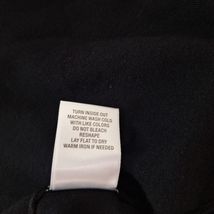 TURN INSIDE OUT
MACHINE WASH COLD
WITH LIKE COLORS
DO NOT BLEACH
RESHAPE
LAY FLAT TO DRY
WARM IRON IF NEEDED